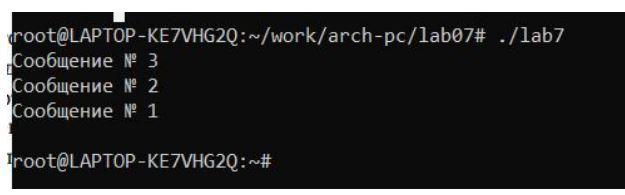 root@LAPTOP-KE7VHG2Q:~/work/arch-pc/lab07# ./lab7
Сообщение № 3
Сообщение № 2
Сообщение № 1
root@LAPTOP-KE7VHG2Q:~#